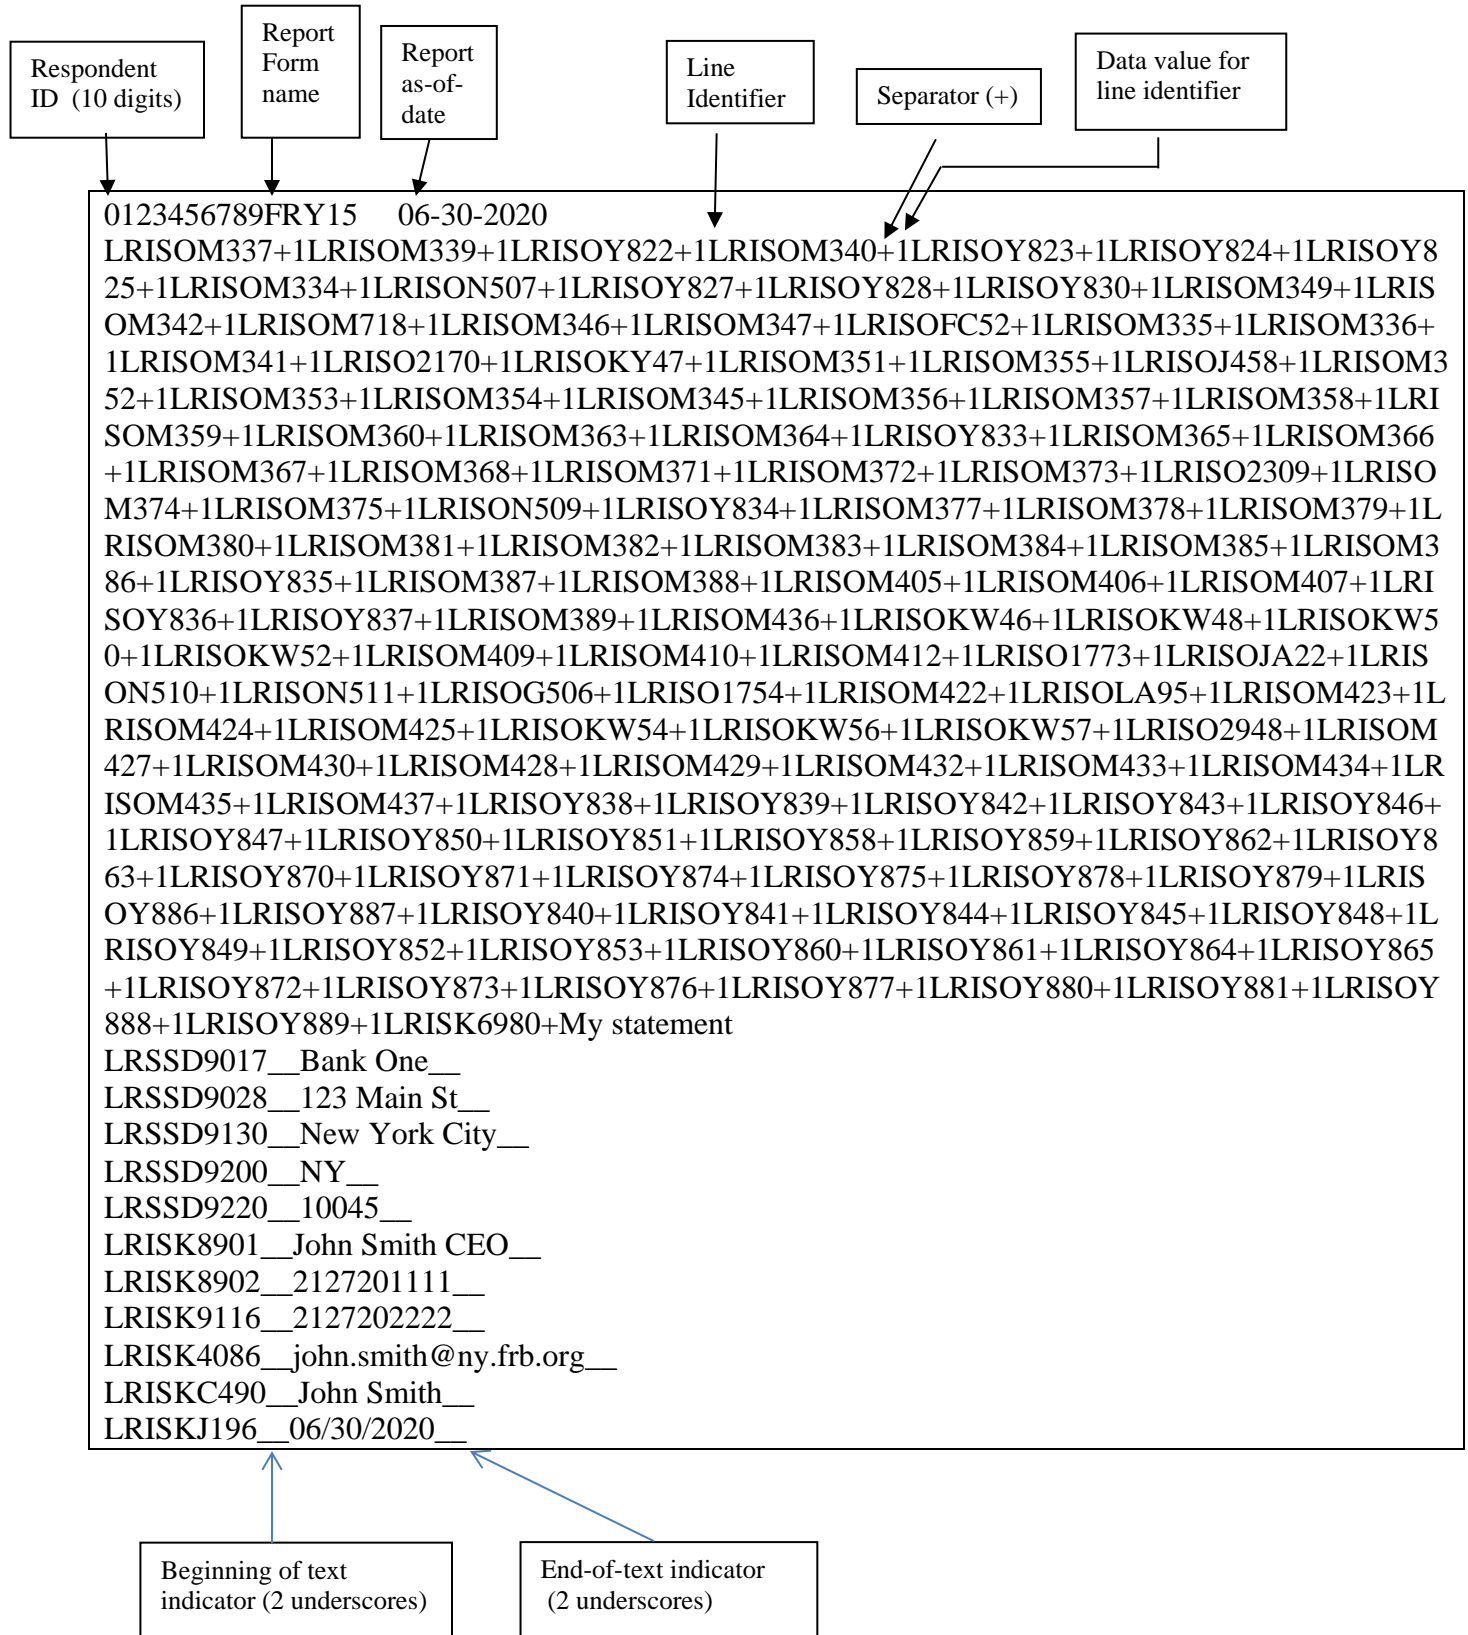 Respondent
ID  (10 digits)
Report
Form
name
Report
as-of-
date
Line
Identifier
Separator (+)
Data value for
line identifier
0123456789FRY15     06-30-2020
LRISOM337+1LRISOM339+1LRISOY822+1LRISOM340+1LRISOY823+1LRISOY824+1LRISOY8
25+1LRISOM334+1LRISON507+1LRISOY827+1LRISOY828+1LRISOY830+1LRISOM349+1LRIS
OM342+1LRISOM718+1LRISOM346+1LRISOM347+1LRISOFC52+1LRISOM335+1LRISOM336+
1LRISOM341+1LRISO2170+1LRISOKY47+1LRISOM351+1LRISOM355+1LRISOJ458+1LRISOM3
52+1LRISOM353+1LRISOM354+1LRISOM345+1LRISOM356+1LRISOM357+1LRISOM358+1LRI
SOM359+1LRISOM360+1LRISOM363+1LRISOM364+1LRISOY833+1LRISOM365+1LRISOM366
+1LRISOM367+1LRISOM368+1LRISOM371+1LRISOM372+1LRISOM373+1LRISO2309+1LRISO
M374+1LRISOM375+1LRISON509+1LRISOY834+1LRISOM377+1LRISOM378+1LRISOM379+1L
RISOM380+1LRISOM381+1LRISOM382+1LRISOM383+1LRISOM384+1LRISOM385+1LRISOM3
86+1LRISOY835+1LRISOM387+1LRISOM388+1LRISOM405+1LRISOM406+1LRISOM407+1LRI
SOY836+1LRISOY837+1LRISOM389+1LRISOM436+1LRISOKW46+1LRISOKW48+1LRISOKW5
0+1LRISOKW52+1LRISOM409+1LRISOM410+1LRISOM412+1LRISO1773+1LRISOJA22+1LRIS
ON510+1LRISON511+1LRISOG506+1LRISO1754+1LRISOM422+1LRISOLA95+1LRISOM423+1L
RISOM424+1LRISOM425+1LRISOKW54+1LRISOKW56+1LRISOKW57+1LRISO2948+1LRISOM
427+1LRISOM430+1LRISOM428+1LRISOM429+1LRISOM432+1LRISOM433+1LRISOM434+1LR
ISOM435+1LRISOM437+1LRISOY838+1LRISOY839+1LRISOY842+1LRISOY843+1LRISOY846+
1LRISOY847+1LRISOY850+1LRISOY851+1LRISOY858+1LRISOY859+1LRISOY862+1LRISOY8
63+1LRISOY870+1LRISOY871+1LRISOY874+1LRISOY875+1LRISOY878+1LRISOY879+1LRIS
OY886+1LRISOY887+1LRISOY840+1LRISOY841+1LRISOY844+1LRISOY845+1LRISOY848+1L
RISOY849+1LRISOY852+1LRISOY853+1LRISOY860+1LRISOY861+1LRISOY864+1LRISOY865
+1LRISOY872+1LRISOY873+1LRISOY876+1LRISOY877+1LRISOY880+1LRISOY881+1LRISOY
888+1LRISOY889+1LRISK6980+My statement
LRSSD9017__Bank One__
LRSSD9028__123 Main St__
LRSSD9130__New York City__
LRSSD9200__NY__
LRSSD9220__10045__
LRISK8901__John Smith CEO__
LRISK8902__2127201111__
LRISK9116__2127202222__
LRISK4086__john.smith@ny.frb.org__
LRISKC490__John Smith__
LRISKJ196__06/30/2020__
Beginning of text
indicator (2 underscores)
End-of-text indicator
(2 underscores)